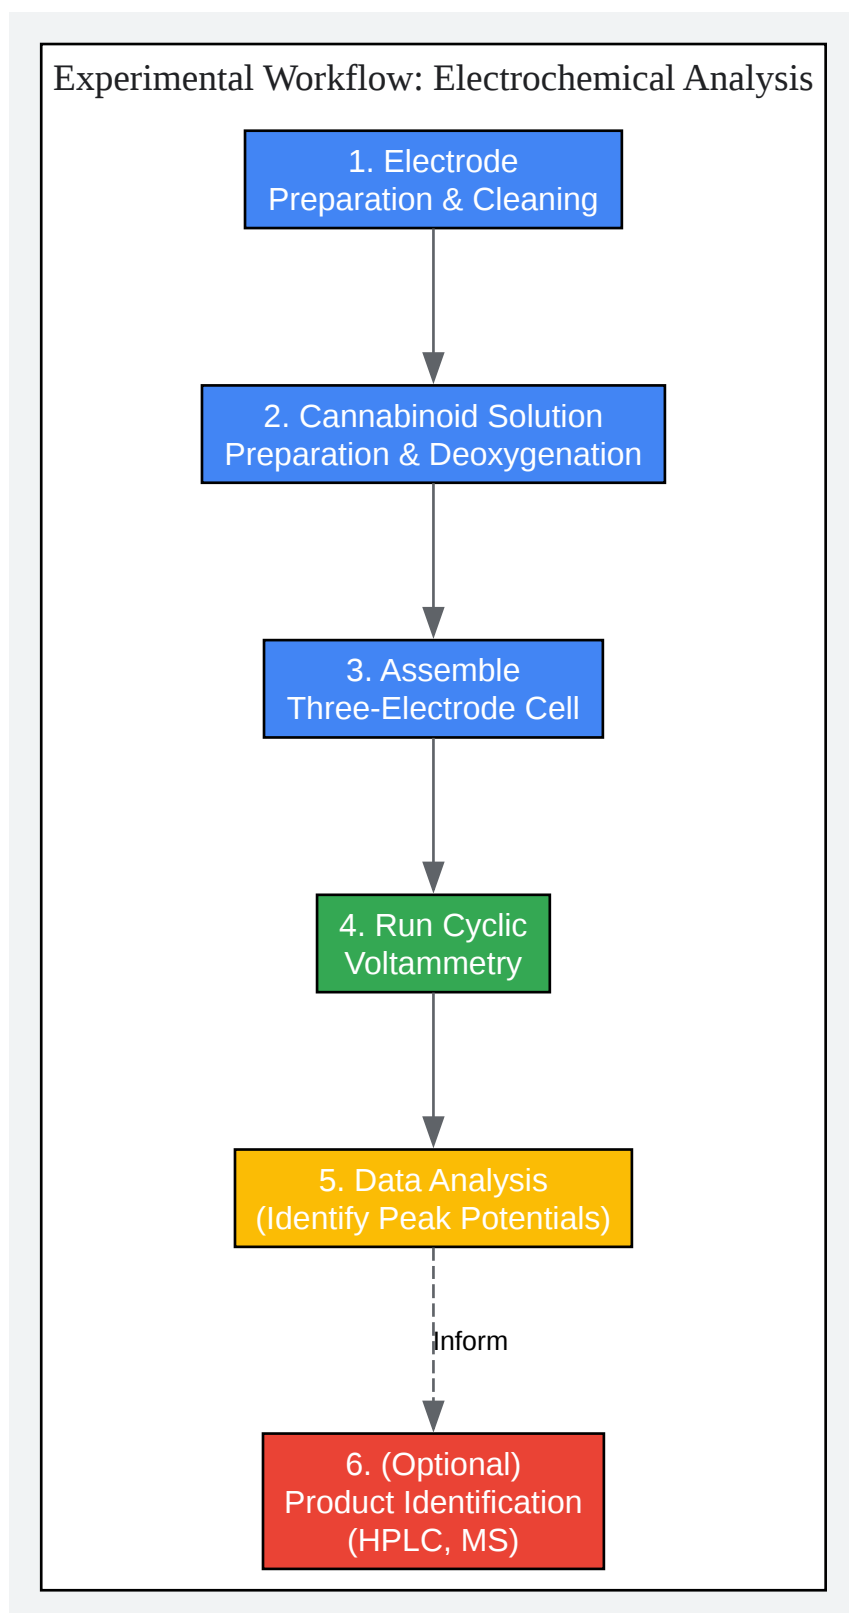 Experimental Workflow: Electrochemical Analysis
1. Electrode
Preparation & Cleaning
2. Cannabinoid Solution
Preparation & Deoxygenation
3. Assemble
Three-Electrode Cell
4. Run Cyclic
Voltammetry
5. Data Analysis
(Identify Peak Potentials)
Inform
6. (Optional)
Product Identification
(HPLC, MS)